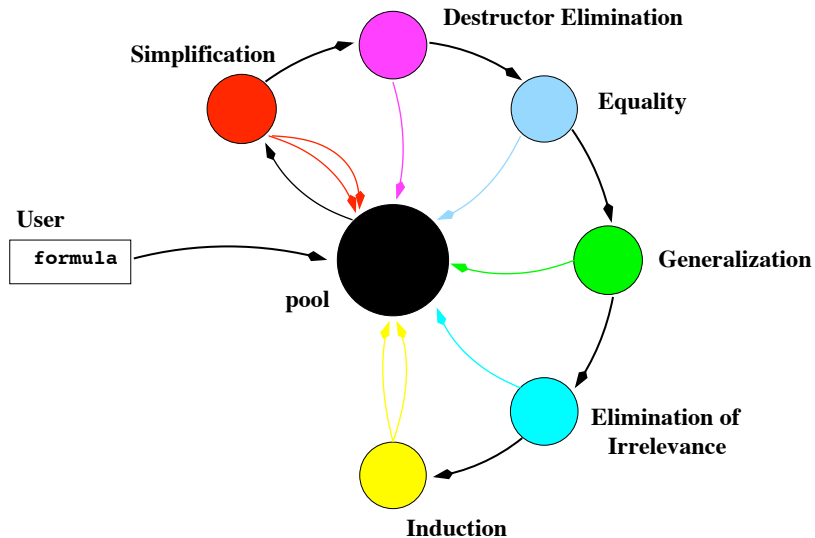 Destructor Elimination
Simplification
Equality
User
formula
Generalization
pool
Elimination of
Irrelevance
Induction